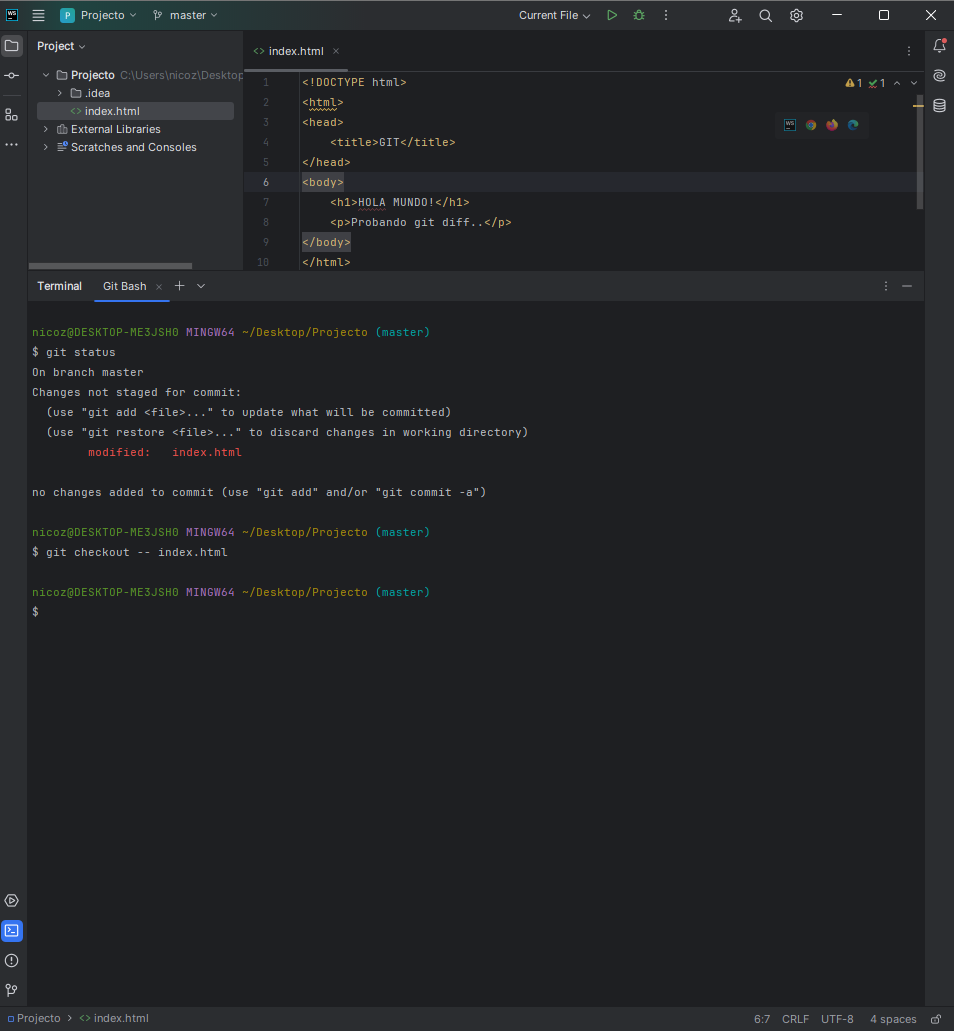 WS P Projecto master Current File
Project
Projecto C:\Users\nicoz\Desktop
.idea
index.html
External Libraries
Scratches and Consoles
index.html
1 <!DOCTYPE html>
1 1
2 <html>
3 <head>
WS
4 <title>GIT</title>
5 </head>
6 <body>
7 <h1>HOLA MUNDO!</h1>
8 <p>Probando git diff..</p>
9 </body>
10 </html>
Terminal Git Bash
nicoz@DESKTOP-ME3JSH0 MINGW64 ~/Desktop/Projecto (master)
$ git status
On branch master
Changes not staged for commit:
(use "git add <file>..." to update what will be committed)
(use "git restore <file>..." to discard changes in working directory)
modified: index.html
no changes added to commit (use "git add" and/or "git commit -a")
nicoz@DESKTOP-ME3JSH0 MINGW64 ~/Desktop/Projecto (master)
$ git checkout -- index.html
nicoz@DESKTOP-ME3JSH0 MINGW64 ~/Desktop/Projecto (master)
$
Projecto > index.html 6:7 CRLF UTF-8 4 spaces